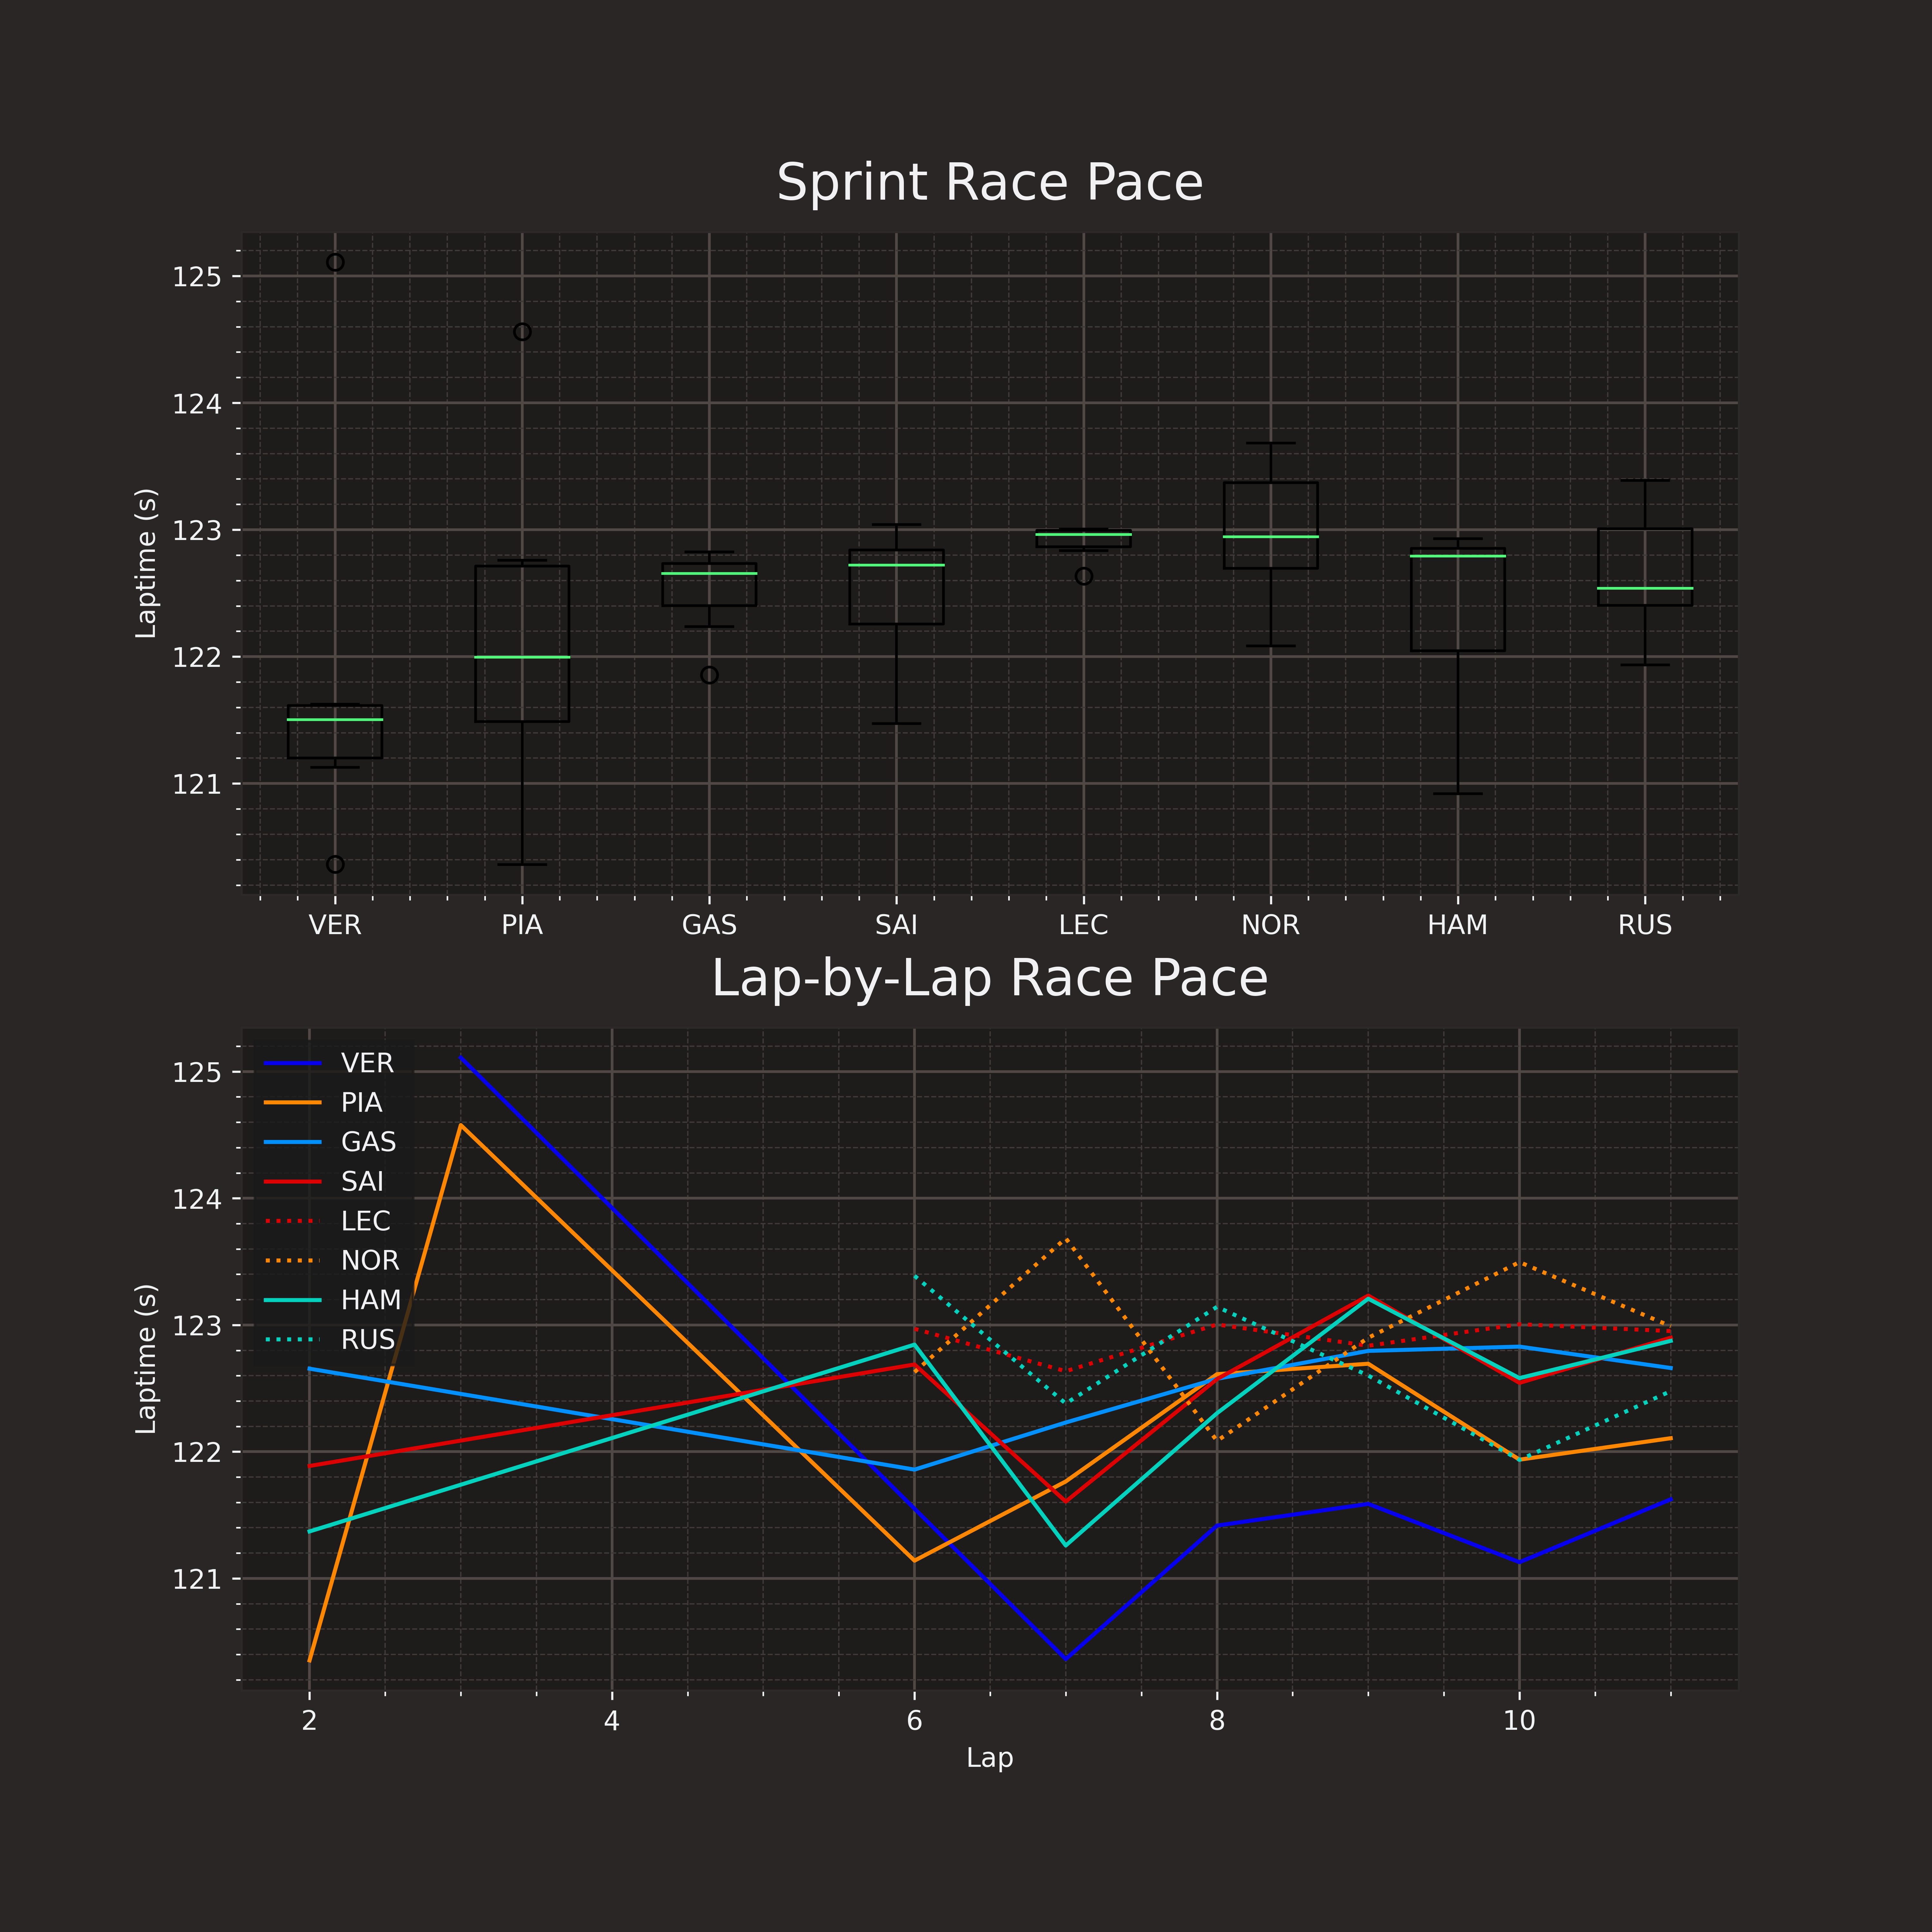 Sprint Race Pace
125
124
123
122
121
Laptime (s)
VER PIA GAS SAI LEC NOR HAM RUS
Lap-by-Lap Race Pace
125
124
123
122
121
Laptime (s)
VER
PIA
GAS
SAI
LEC
NOR
HAM
RUS
2 4 6 8 10
Lap